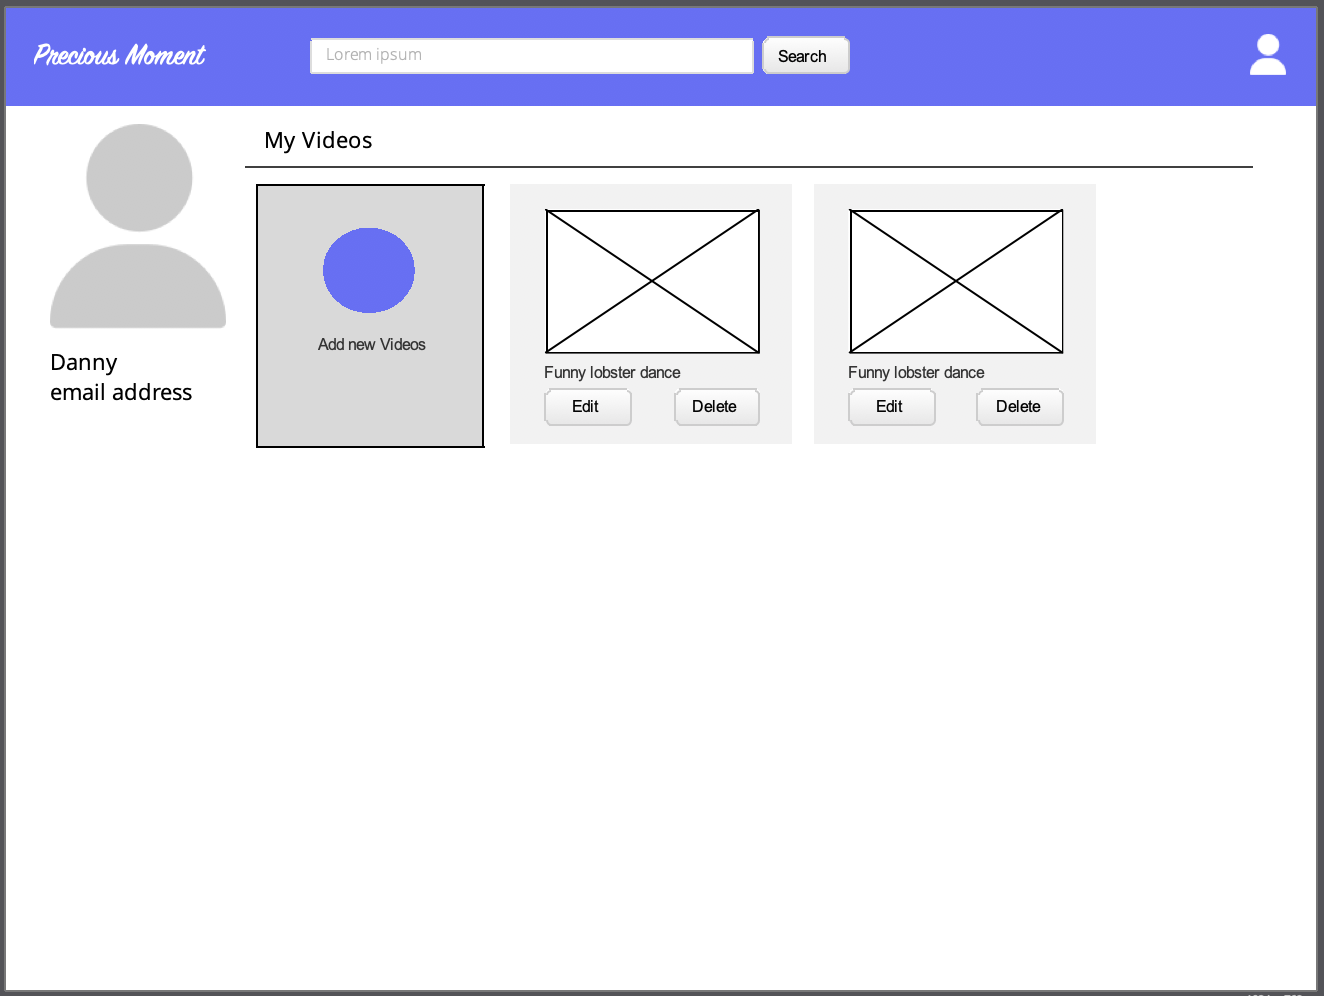 Precious Moment
Lorem ipsum
Search
My Videos
Add new Videos
Danny
email address
Funny lobster dance
Edit
Delete
Funny lobster dance
Edit
Delete